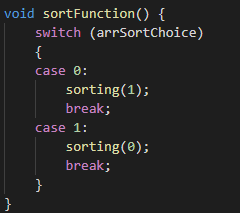 void sortFunction() {
    switch (arrSortChoice)
    {
    case 0:
        sorting(1);
        break;
    case 1:
        sorting(0);
        break;
    }
}